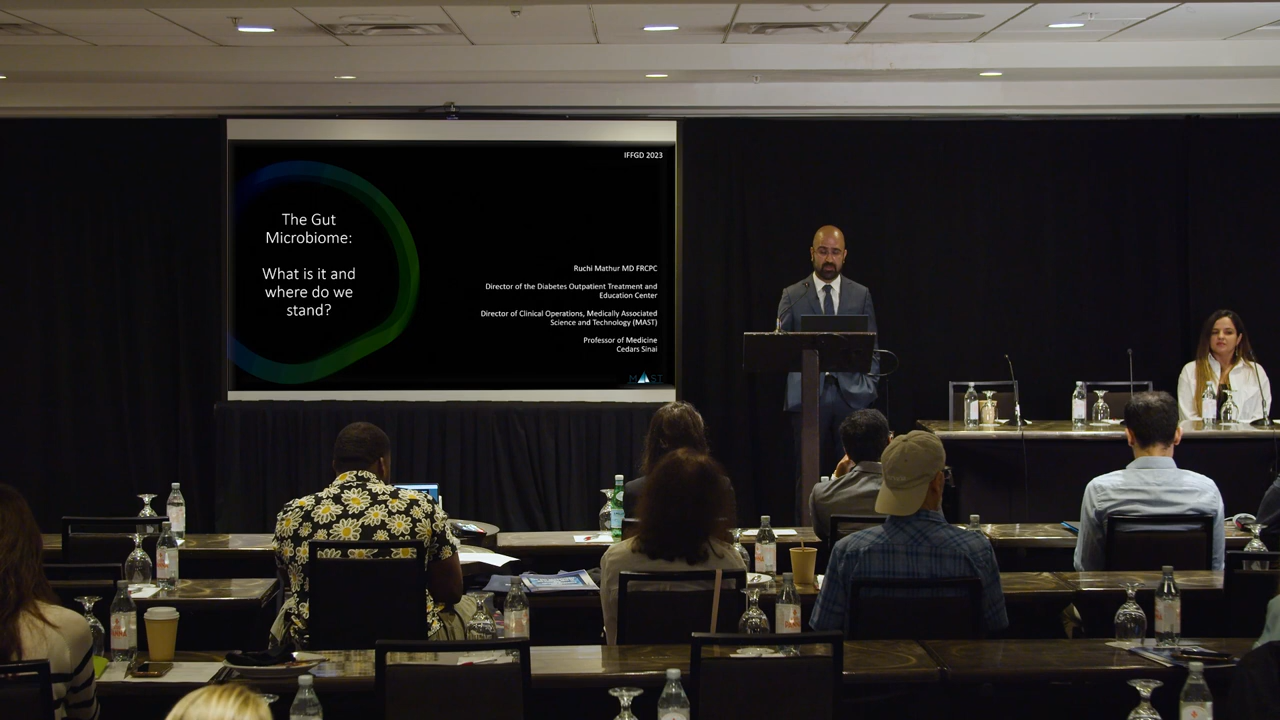 IFFGD 2023
The Gut
Microbiome:
What is it and
where do we
stand?
Ruchi Mathur MD FRCPC
Director of the Diabetes Outpatient Treatment and
Education Center
Director of Clinical Operations, Medically Associated
Science and Technology (MAST)
Professor of Medicine
Cedars Sinai
MAST